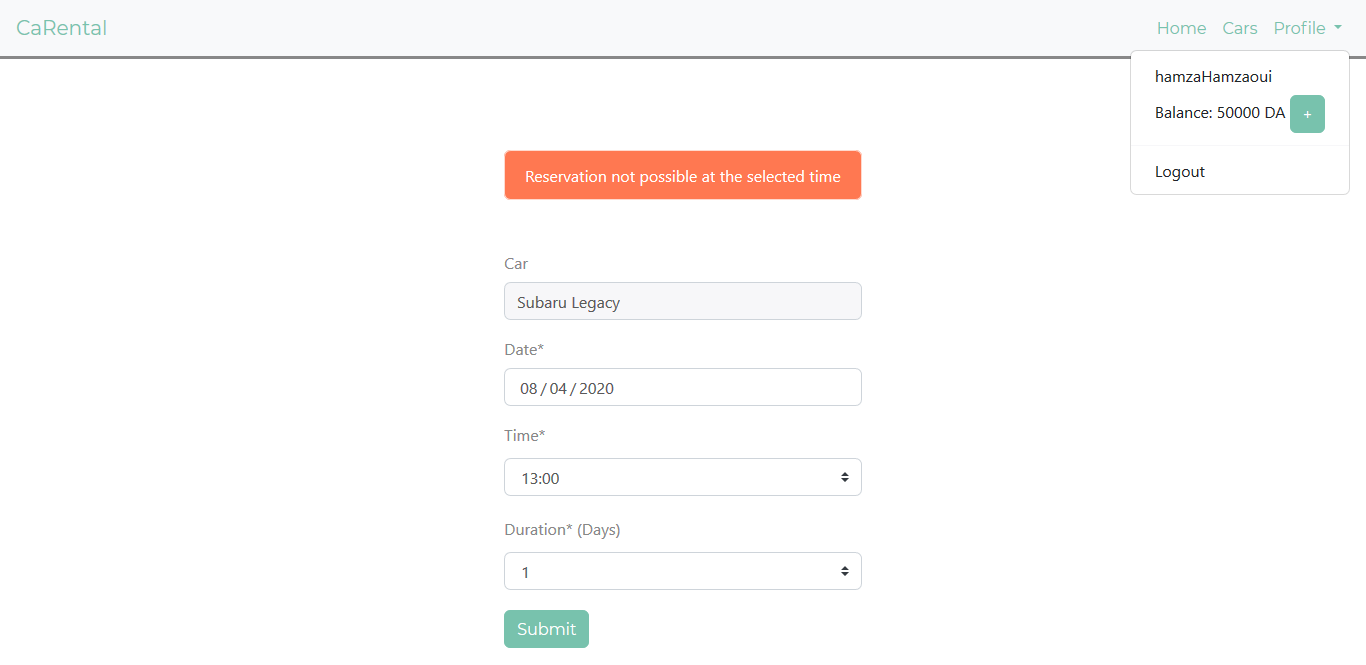 CaRental
Home Cars Profile
hamzaHamzaoui
Balance: 50000 DA +
Logout
Reservation not possible at the selected time
Car
Subaru Legacy
Date*
08/04/2020
Time*
13:00
Duration* (Days)
1
Submit